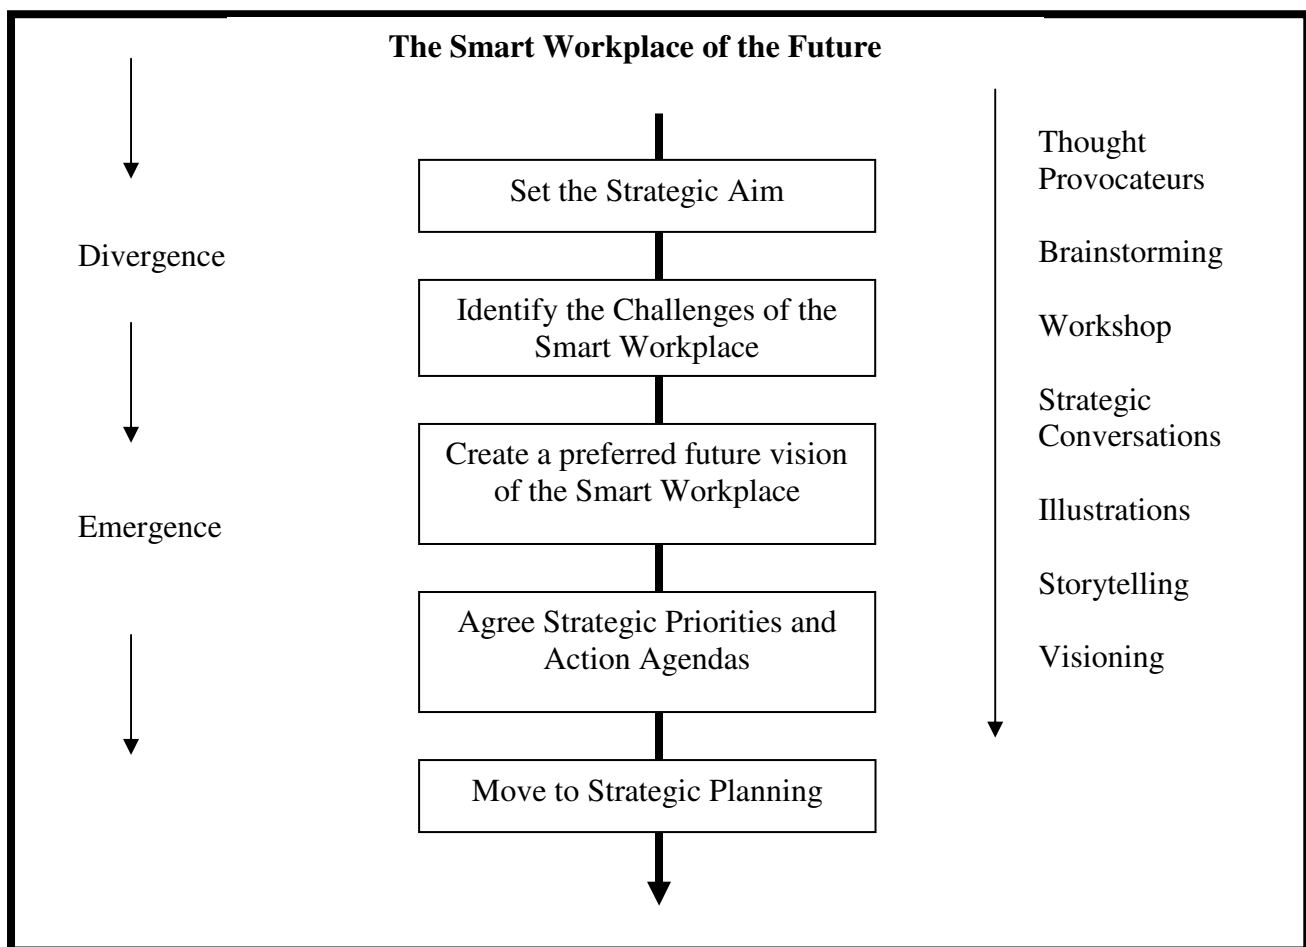 The Smart Workplace of the Future
Divergence
Emergence
Set the Strategic Aim
Identify the Challenges of the
Smart Workplace
Create a preferred future vision
of the Smart Workplace
Agree Strategic Priorities and
Action Agendas
Move to Strategic Planning
Thought
Provocateurs
Brainstorming
Workshop
Strategic
Conversations
Illustrations
Storytelling
Visioning